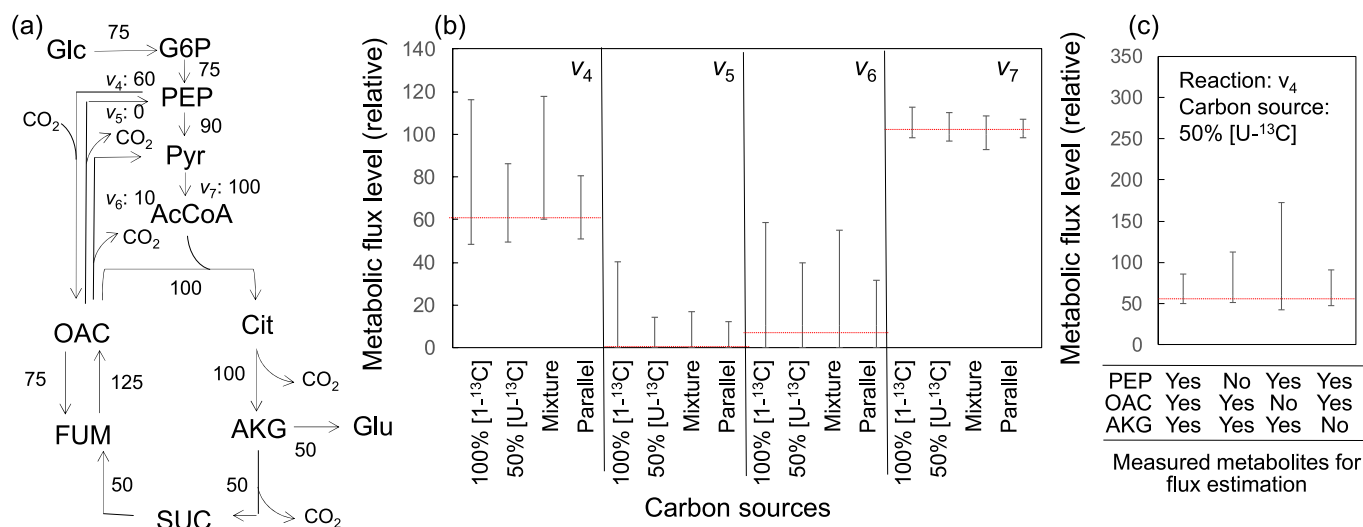 (a)
Glc
75
G6P
75
v4: 60
PEP
v5: 0
CO2
CO2
90
Pyr
v6: 10
v7: 100
AcCoA
CO2
100
OAC
Cit
75
125
100
CO2
FUM
AKG
Glu
50
50
50
SUC
CO2
(b)
Metabolic flux level (relative)
140
120
100
80
60
40
20
0
v4
v5
v6
v7
100% [1-¹³C]
50% [U-¹³C]
Mixture
Parallel
100% [1-¹³C]
50% [U-¹³C]
Mixture
Parallel
100% [1-¹³C]
50% [U-¹³C]
Mixture
Parallel
100% [1-¹³C]
50% [U-¹³C]
Mixture
Parallel
Carbon sources
(c)
Metabolic flux level (relative)
350
300
250
200
150
100
50
0
Reaction: v4
Carbon source:
50% [U-¹³C]
PEP Yes No Yes Yes
OAC Yes Yes No Yes
AKG Yes Yes Yes No
Measured metabolites for
flux estimation